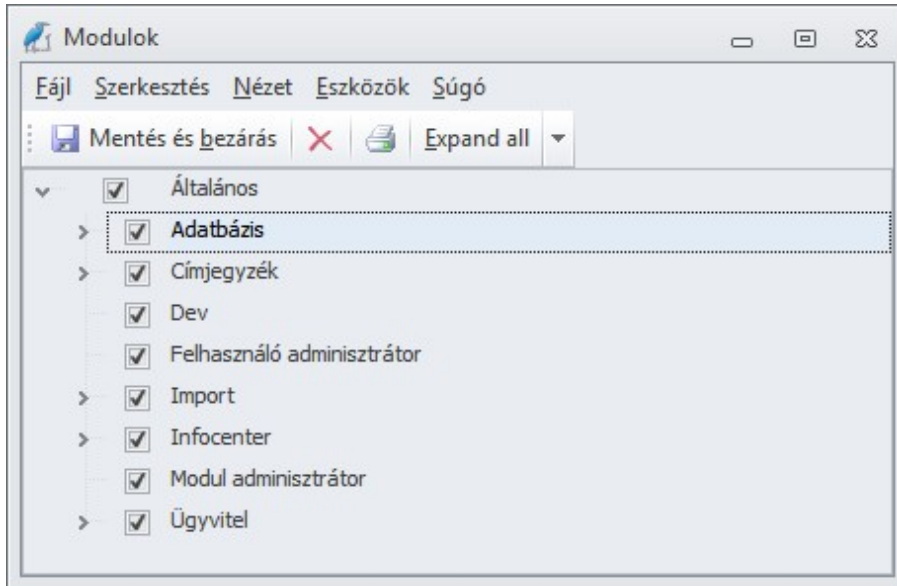 Modulok
Fájl Szerkesztés Nézet Eszközök Súgó
Mentés és bezárás Expand all
Általános
Adatbázis
Címjegyzék
Dev
Felhasználó adminisztrátor
Import
Infocenter
Modul adminisztrátor
Ügyvitel